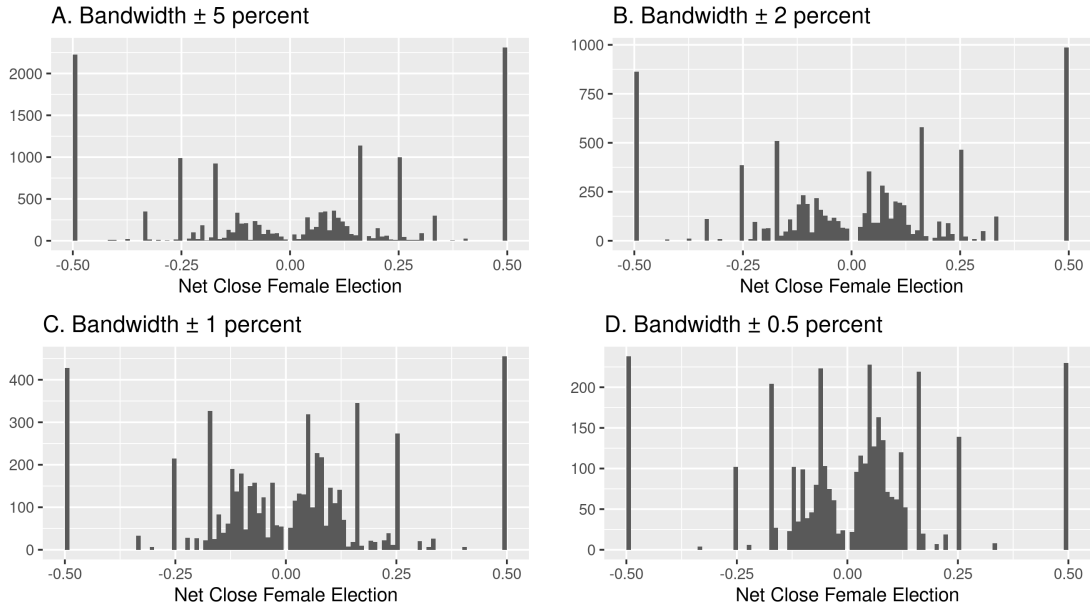 A. Bandwidth ± 5 percent
2000
1500
1000
500
0
-0.50 -0.25 0.00 0.25 0.50
Net Close Female Election
B. Bandwidth ± 2 percent
1000
750
500
250
0
-0.50 -0.25 0.00 0.25 0.50
Net Close Female Election
C. Bandwidth ± 1 percent
400
300
200
100
0
-0.50 -0.25 0.00 0.25 0.50
Net Close Female Election
D. Bandwidth ± 0.5 percent
200
150
100
50
0
-0.50 -0.25 0.00 0.25 0.50
Net Close Female Election